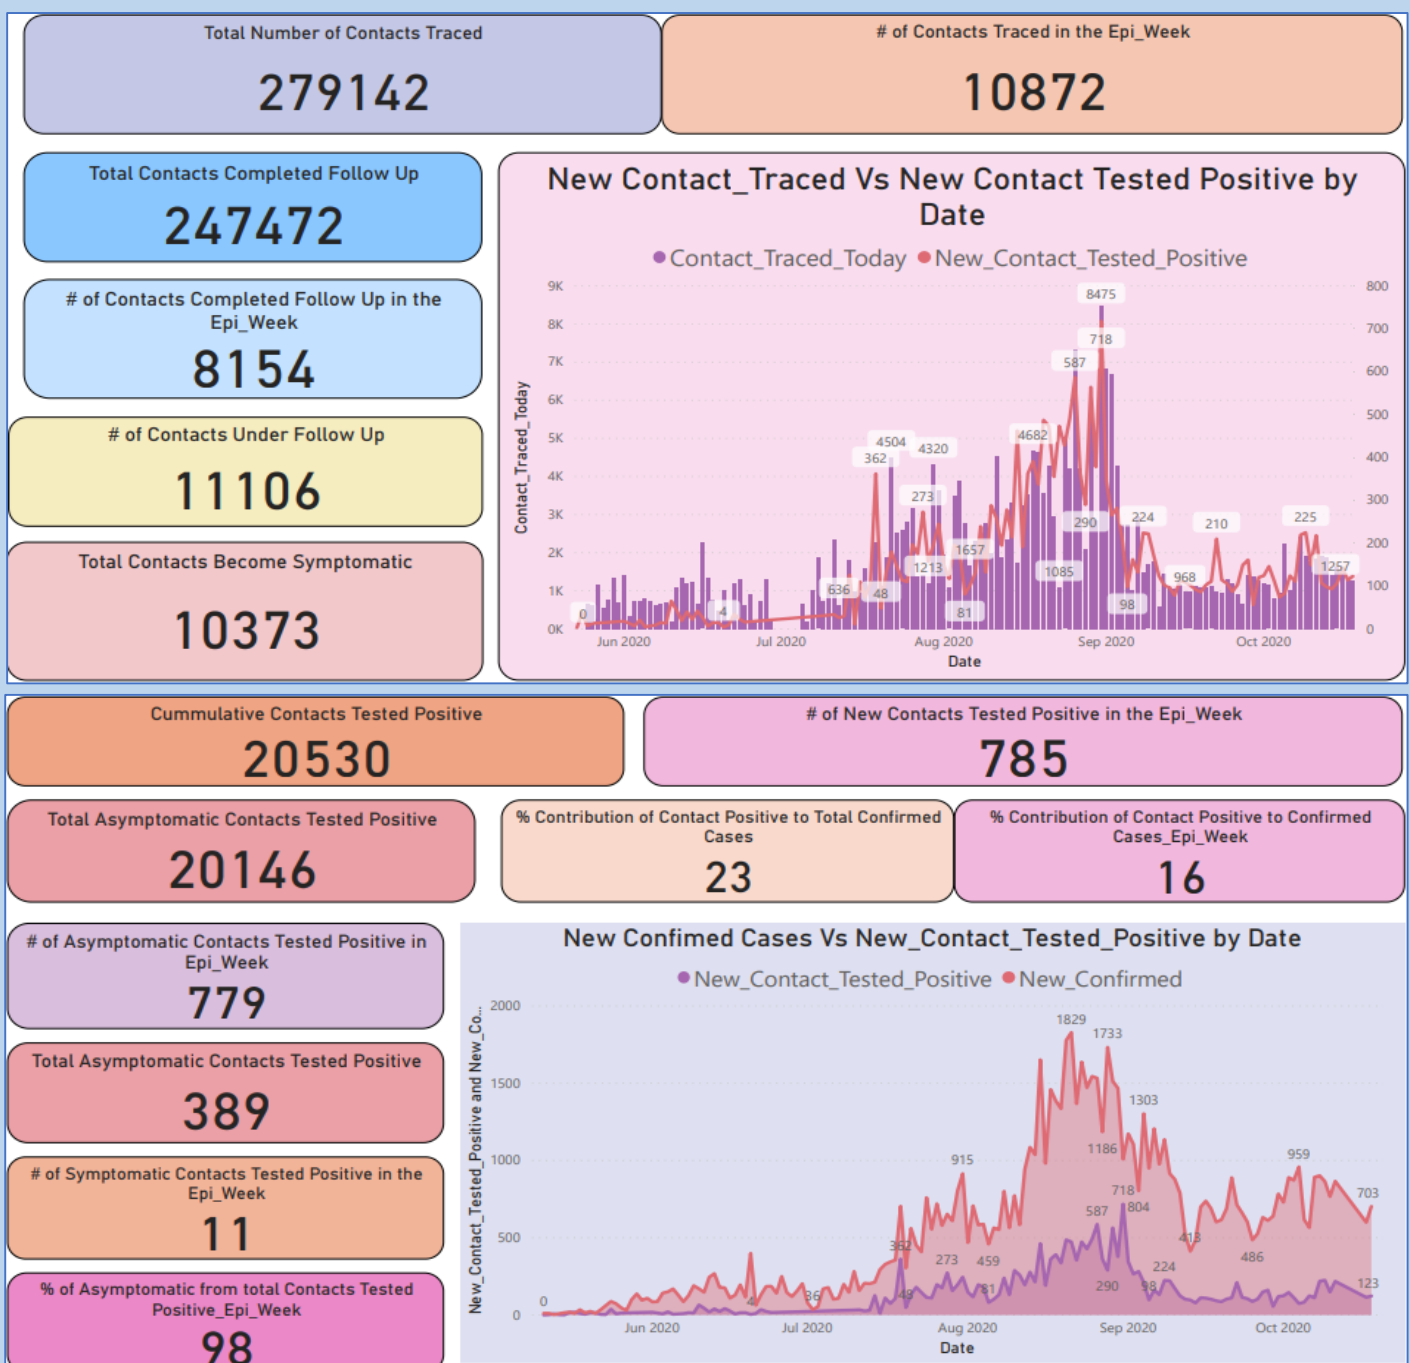 Total Number of Contacts Traced
279142
# of Contacts Traced in the Epi_Week
10872
Total Contacts Completed Follow Up
247472
# of Contacts Completed Follow Up in the
Epi_Week
8154
# of Contacts Under Follow Up
11106
Total Contacts Become Symptomatic
10373
New Contact_Traced Vs New Contact Tested Positive by
Date
Contact_Traced_Today New_Contact_Tested_Positive
Contact_Traced_Today
9K
8K
7K
6K
5K
4K
3K
2K
1K
0K
800
700
600
500
400
300
200
100
0
8475
718
587
4682
4504
4320
362
273
290
224
210
225
1657
1213
1085
968
1257
636
48
81
98
4
0
Jun 2020 Jul 2020 Aug 2020 Sep 2020 Oct 2020
Date
Cummulative Contacts Tested Positive
20530
# of New Contacts Tested Positive in the Epi_Week
785
Total Asymptomatic Contacts Tested Positive
20146
% Contribution of Contact Positive to Total Confirmed
Cases
23
% Contribution of Contact Positive to Confirmed
Cases_Epi_Week
16
# of Asymptomatic Contacts Tested Positive in
Epi_Week
779
Total Asymptomatic Contacts Tested Positive
389
# of Symptomatic Contacts Tested Positive in the
Epi_Week
11
% of Asymptomatic from total Contacts Tested
Positive_Epi_Week
98
New Confimed Cases Vs New_Contact_Tested_Positive by Date
New_Contact_Tested_Positive New_Confirmed
New_Contact_Tested_Positive and New_Co...
2000
1500
1000
500
0
1829
1733
1303
1186
915
959
718
804
587
703
362
273
459
413
486
224
290
98
81
48
36
4
0
123
Jun 2020 Jul 2020 Aug 2020 Sep 2020 Oct 2020
Date